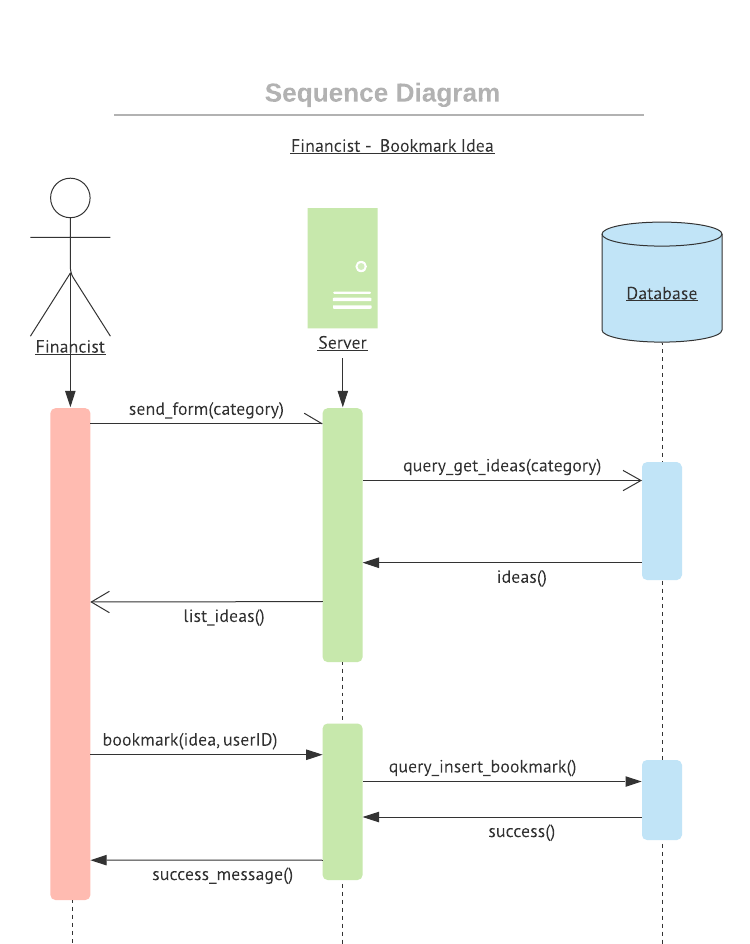 Sequence Diagram
Financist - Bookmark Idea
Database
Financist
Server
send_form(category)
query_get_ideas(category)
ideas()
list_ideas()
bookmark(idea, userID)
query_insert_bookmark()
success()
success_message()